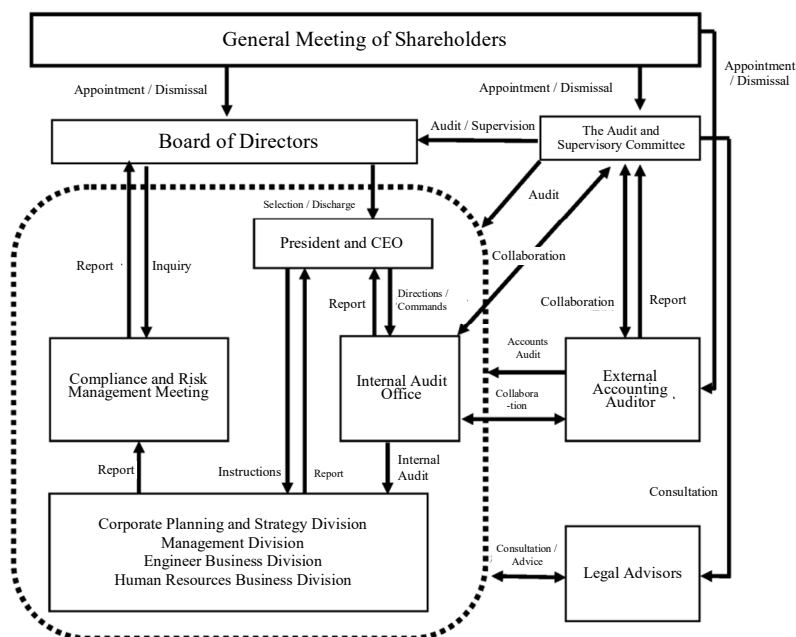 General Meeting of Shareholders
Appointment / Dismissal
Appointment / Dismissal
Appointment
/ Dismissal
Board of Directors
Audit / Supervision
The Audit and
Supervisory Committee
Selection / Discharge
Audit
President and CEO
Report
Inquiry
Report
Directions /
Commands
Collaboration
Collaboration
Report
Compliance and Risk
Management Meeting
Internal Audit
Office
Accounts
Audit
Collabora
-tion
External
Accounting
Auditor
Report
Instructions
Report
Internal
Audit
Consultation
Corporate Planning and Strategy Division
Management Division
Engineer Business Division
Human Resources Business Division
Consultation /
Advice
Legal Advisors